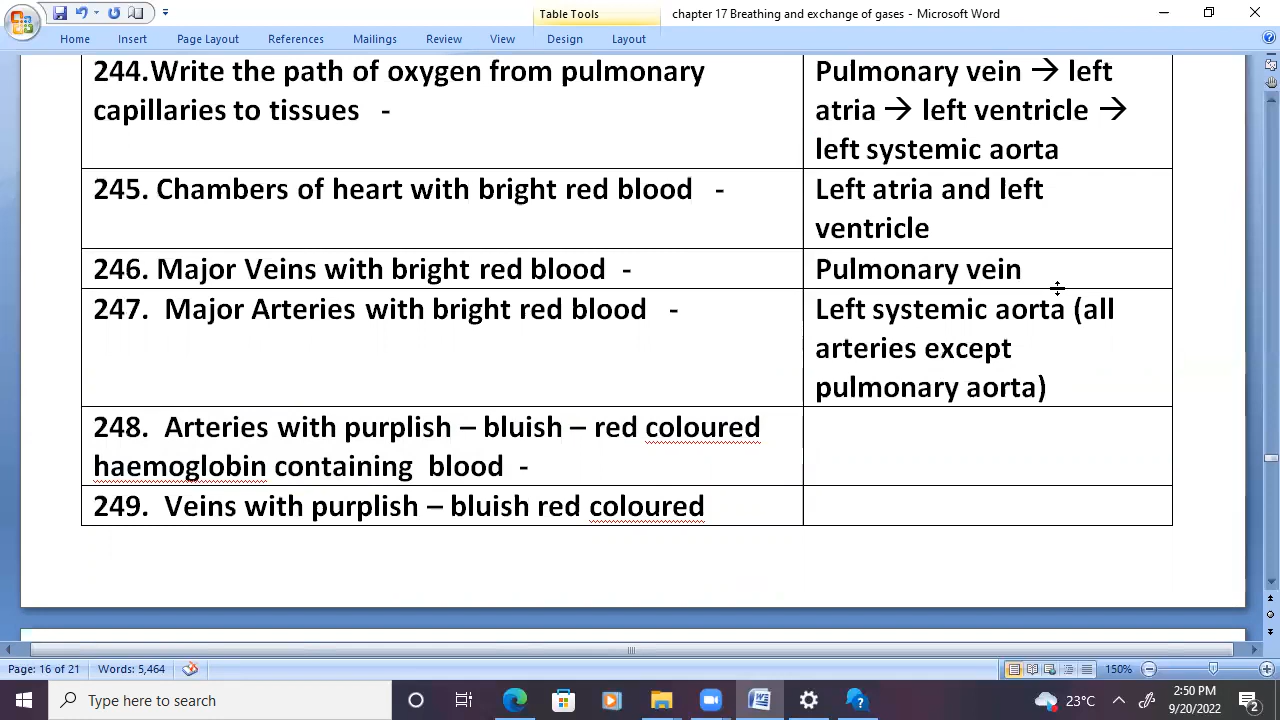 Table Tools
chapter 17 Breathing and exchange of gases - Microsoft Word
Home Insert Page Layout References Mailings Review View Design Layout
244.Write the path of oxygen from pulmonary
capillaries to tissues -
Pulmonary vein → left
atria → left ventricle →
left systemic aorta
245. Chambers of heart with bright red blood -
Left atria and left
ventricle
246. Major Veins with bright red blood -
Pulmonary vein
247. Major Arteries with bright red blood -
Left systemic aorta (all
arteries except
pulmonary aorta)
248. Arteries with purplish – bluish – red coloured
haemoglobin containing blood -
249. Veins with purplish – bluish red coloured
Page: 16 of 21 Words: 5,464 150%
Type here to search
23°C
2:50 PM
9/20/2022
2